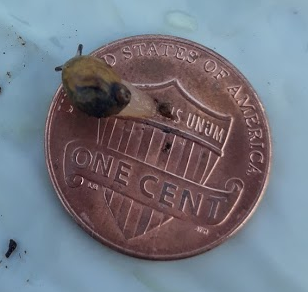 D STATES OF AMERICA
S UNUM
ONE CENT